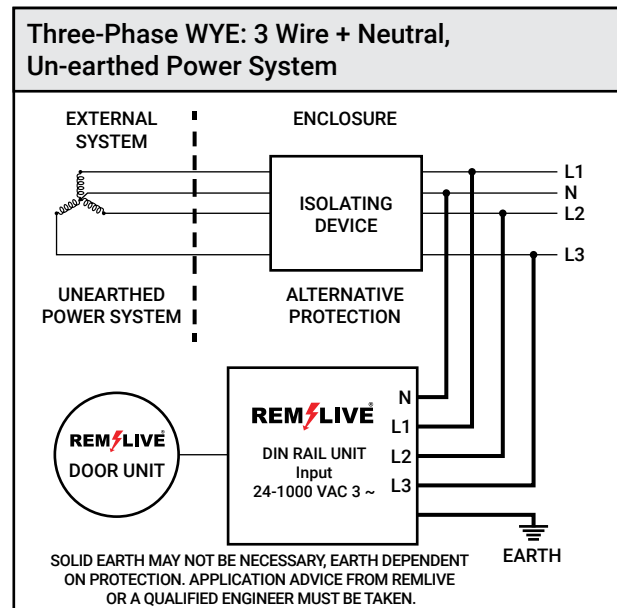 Three-Phase WYE: 3 Wire + Neutral,
Un-earthed Power System
EXTERNAL
SYSTEM
ENCLOSURE
ISOLATING
DEVICE
L1
N
L2
L3
UNEARTHED
POWER SYSTEM
ALTERNATIVE
PROTECTION
REMLIVE®
DOOR UNIT
REMLIVE®
DIN RAIL UNIT
Input
24-1000 VAC 3 ~
N
L1
L2
L3
EARTH
SOLID EARTH MAY NOT BE NECESSARY, EARTH DEPENDENT
ON PROTECTION. APPLICATION ADVICE FROM REMLIVE
OR A QUALIFIED ENGINEER MUST BE TAKEN.